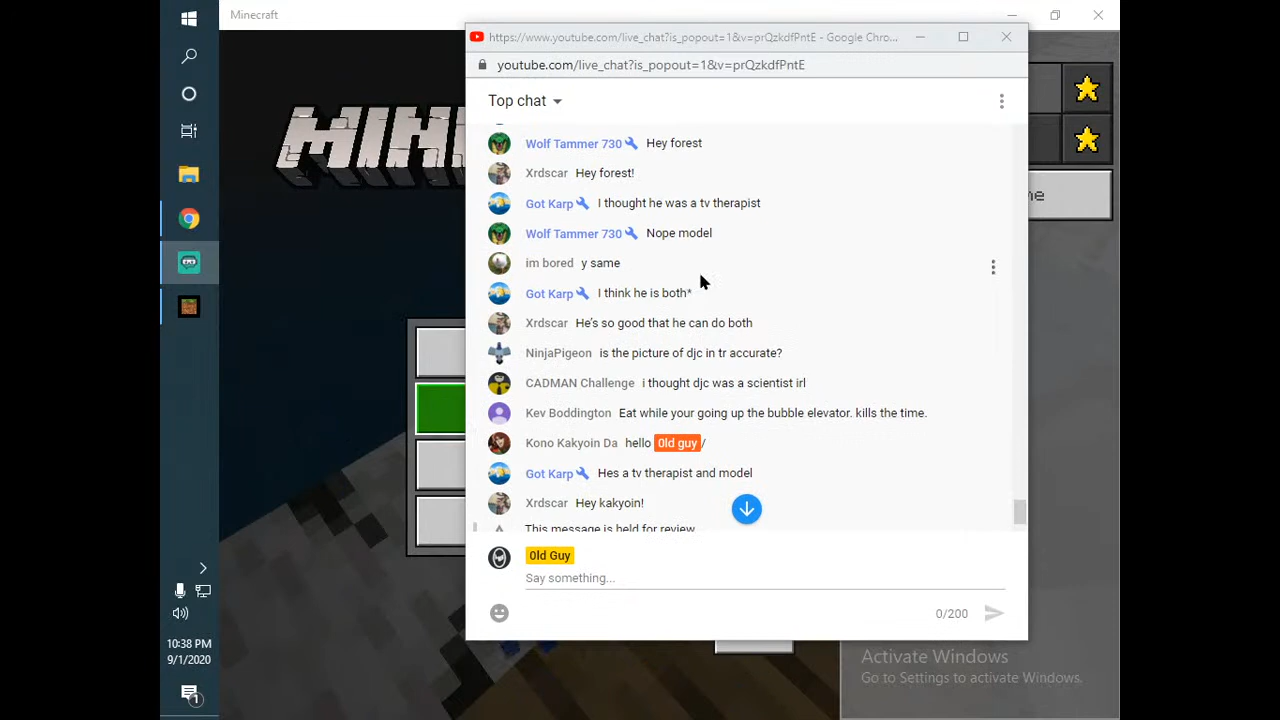 Minecraft
https://www.youtube.com/live_chat?is_popout=1&v=prQzkdfPntE - Google Chro...
youtube.com/live_chat?is_popout=1&v=prQzkdfPntE
MIN
Top chat
Wolf Tammer 730 Hey forest
Xrdscar Hey forest!
Got Karp I thought he was a tv therapist
Wolf Tammer 730 Nope model
im bored y same
Got Karp I think he is both*
Xrdscar He's so good that he can do both
NinjaPigeon is the picture of djc in tr accurate?
CADMAN Challenge i thought djc was a scientist irl
Kev Boddington Eat while your going up the bubble elevator. kills the time.
Kono Kakyoin Da hello 0ld guy/
Got Karp Hes a tv therapist and model
Xrdscar Hey kakyoin!
This message is held for review
0ld Guy
Say something...
0/200
10:38 PM
9/1/2020
1
Activate Windows
Go to Settings to activate Windows.